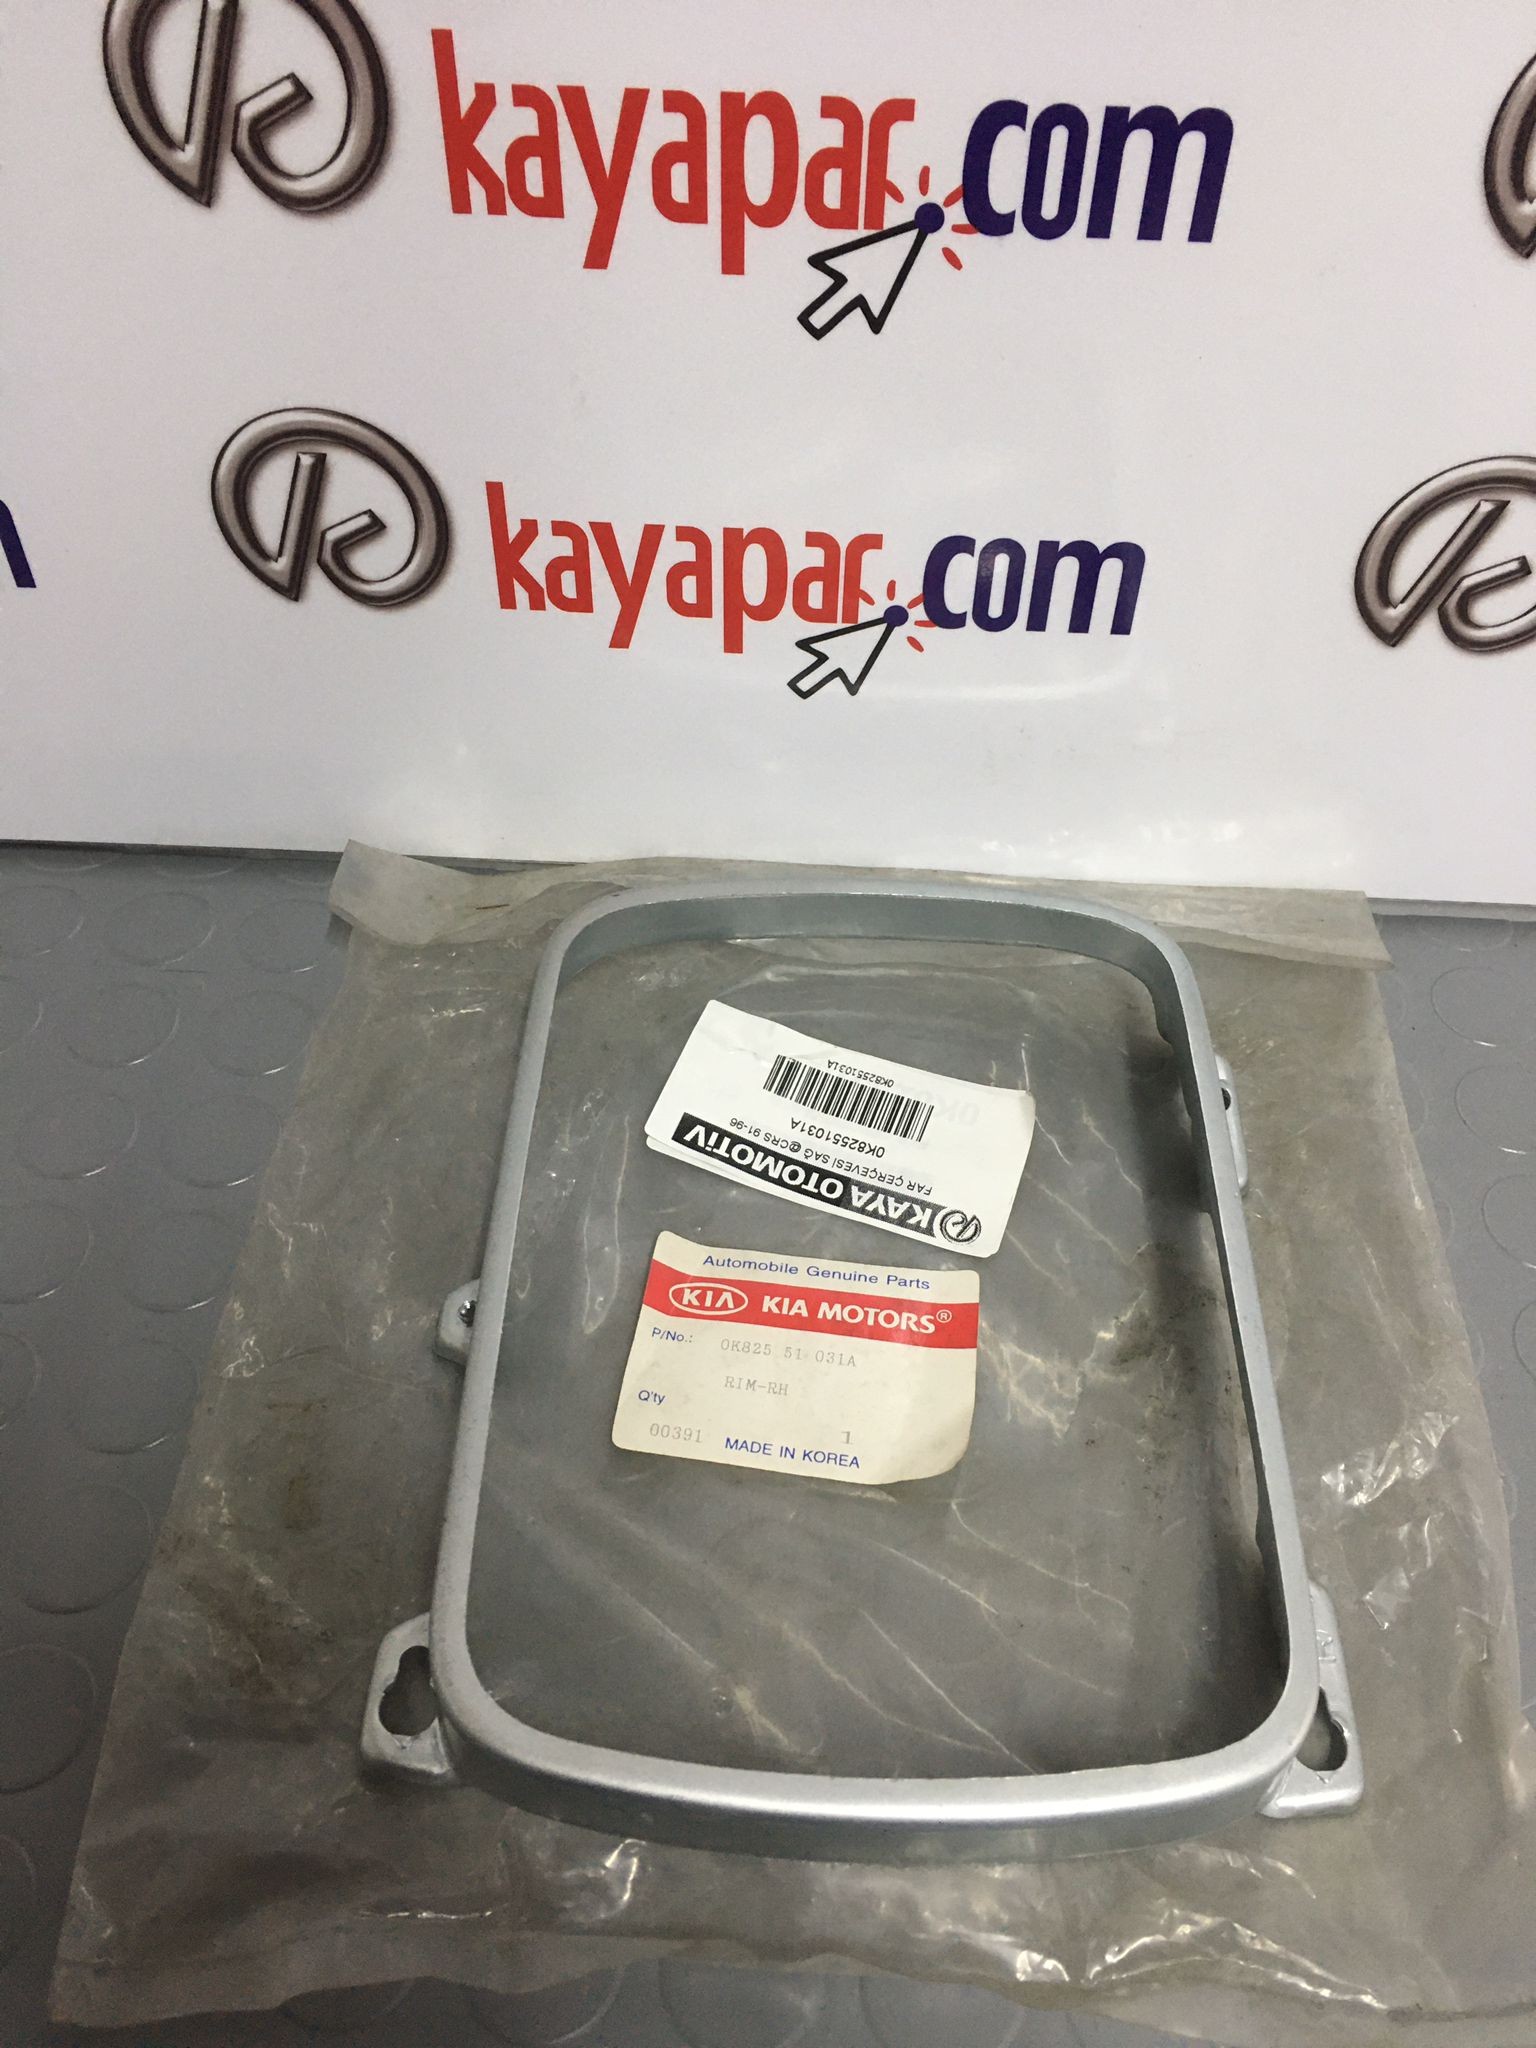 kayapar.com
kayapar.com
m
KAYA OTOMOTiV
FAR ÇERÇEVESİ SAĞ @CRS 91-96
0K82551031A
0K82551031A
Automobile Genuine Parts
KIA KIA MOTORS®
P/No.: 0K825 51 031A
RIM-RH
Q'ty
00391 1
MADE IN KOREA
R